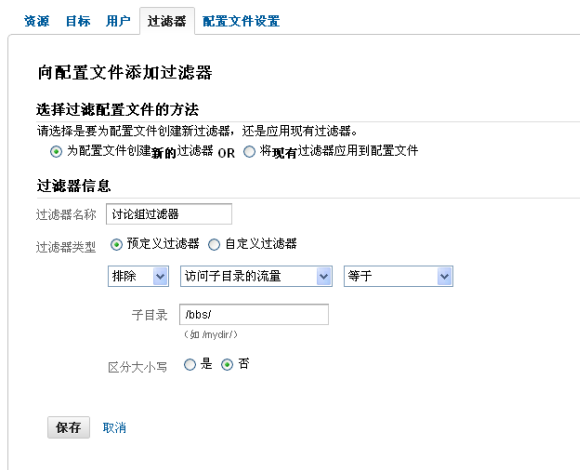 资源 目标 用户 过滤器 配置文件设置
向配置文件添加过滤器
选择过滤配置文件的方法
请选择是要为配置文件创建新过滤器，还是应用现有过滤器。
为配置文件创建新的过滤器 OR 将现有过滤器应用到配置文件
过滤器信息
过滤器名称 讨论组过滤器
过滤器类型 预定义过滤器 自定义过滤器
排除 访问子目录的流量 等于
子目录 /bbs/
（如 /mydir/）
区分大小写 是 否
保存 取消